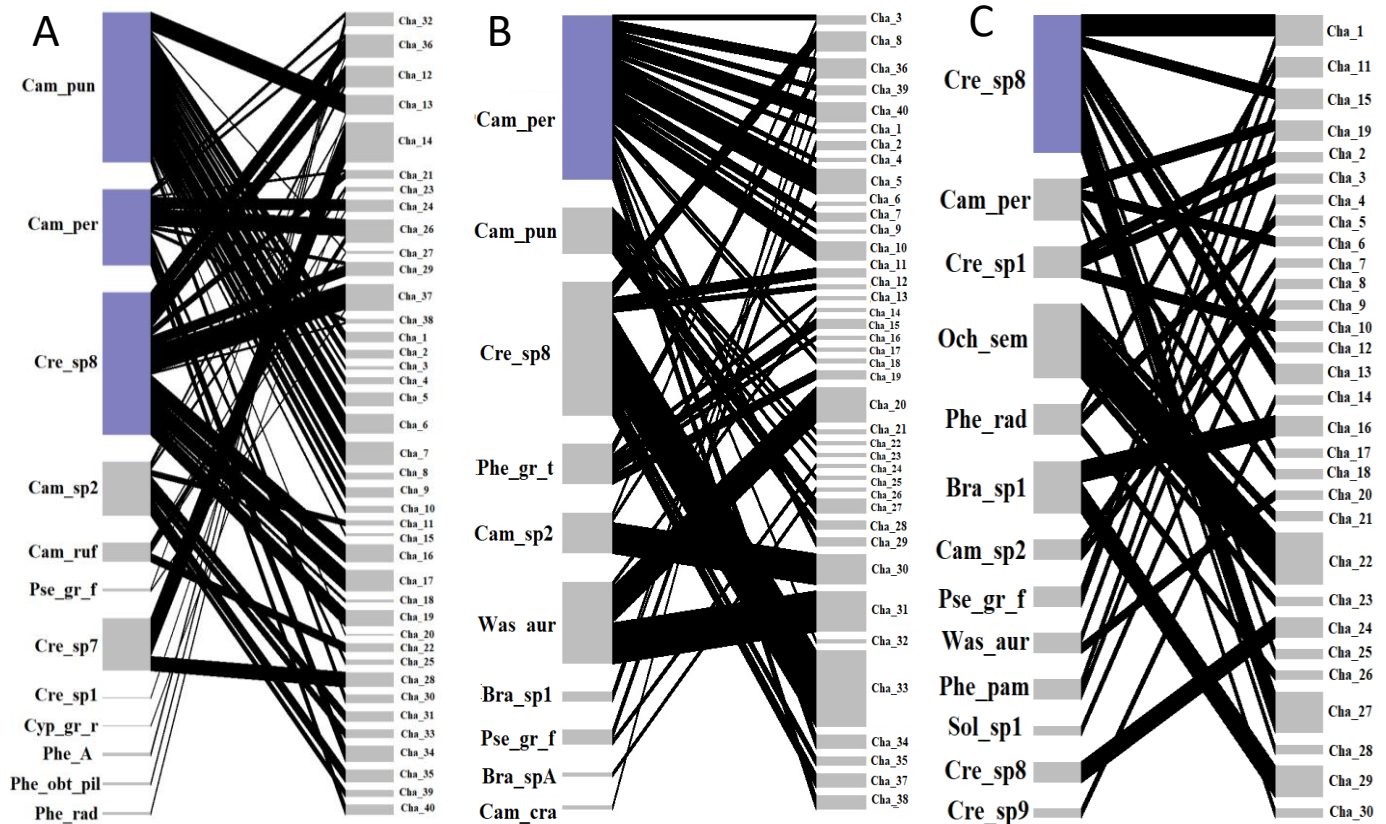 A
Cam_pun
Cam_per
Cre_sp8
Cam_sp2
Cam_ruf
Pse_gr_f
Cre_sp7
Cre_sp1
Cyp_gr_r
Phe_A
Phe_obt_pil
Phe_rad
Cha_32
Cha_36
Cha_12
Cha_13
Cha_14
Cha_21
Cha_23
Cha_24
Cha_26
Cha_27
Cha_29
Cha_37
Cha_38
Cha_1
Cha_2
Cha_3
Cha_4
Cha_5
Cha_6
Cha_7
Cha_8
Cha_9
Cha_10
Cha_11
Cha_15
Cha_16
Cha_17
Cha_18
Cha_19
Cha_20
Cha_22
Cha_25
Cha_28
Cha_30
Cha_31
Cha_33
Cha_34
Cha_35
Cha_39
Cha_40
B
Cam_per
Cam_pun
Cre_sp8
Phe_gr_t
Cam_sp2
Was_aur
Bra_sp1
Pse_gr_f
Bra_spA
Cam_cra
Cha_3
Cha_8
Cha_36
Cha_39
Cha_40
Cha_1
Cha_2
Cha_4
Cha_5
Cha_6
Cha_7
Cha_9
Cha_10
Cha_11
Cha_12
Cha_13
Cha_14
Cha_15
Cha_16
Cha_17
Cha_18
Cha_19
Cha_20
Cha_21
Cha_22
Cha_23
Cha_24
Cha_25
Cha_26
Cha_27
Cha_28
Cha_29
Cha_30
Cha_31
Cha_32
Cha_33
Cha_34
Cha_35
Cha_37
Cha_38
C
Cre_sp8
Cam_per
Cre_sp1
Och_sem
Phe_rad
Bra_sp1
Cam_sp2
Pse_gr_f
Was_aur
Phe_pam
Sol_sp1
Cre_sp8
Cre_sp9
Cha_1
Cha_11
Cha_15
Cha_19
Cha_2
Cha_3
Cha_4
Cha_5
Cha_6
Cha_7
Cha_8
Cha_9
Cha_10
Cha_12
Cha_13
Cha_14
Cha_16
Cha_17
Cha_18
Cha_20
Cha_21
Cha_22
Cha_23
Cha_24
Cha_25
Cha_26
Cha_27
Cha_28
Cha_29
Cha_30